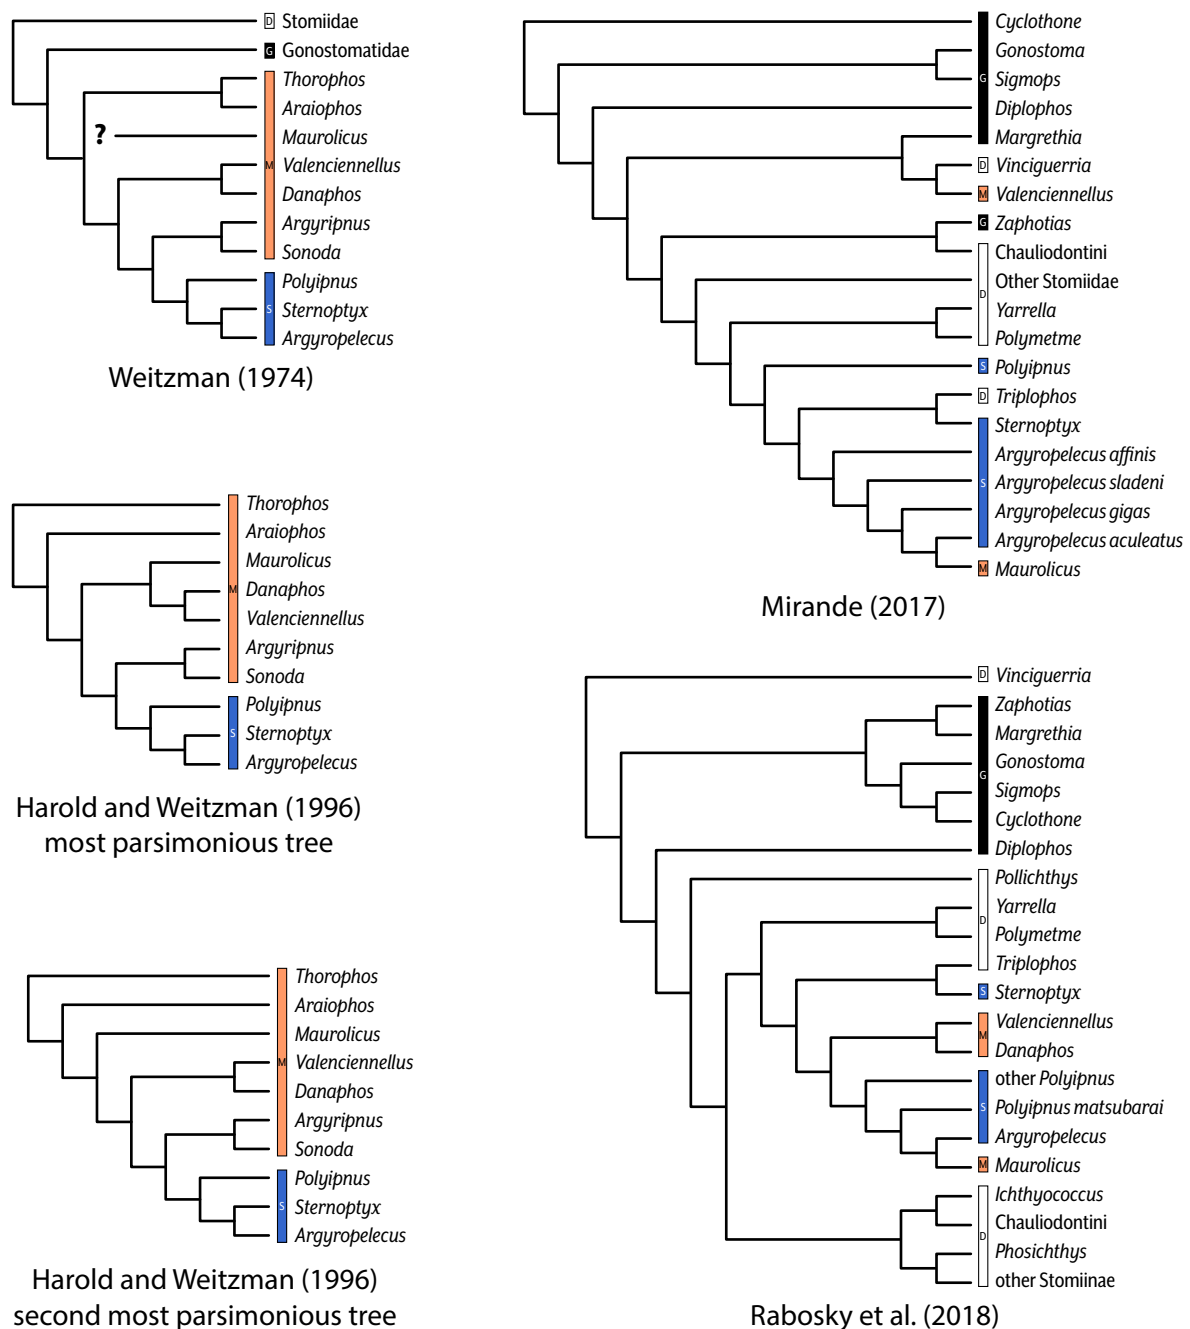 D Stomiidae
G Gonostomatidae
Thorophos
Araiophos
? Maurolicus
M Valenciennellus
Danaphos
Argyripnus
Sonoda
Polyipnus
S Sternoptyx
Argyropelecus
Weitzman (1974)
Thorophos
Araiophos
Maurolicus
M Danaphos
Valenciennellus
Argyripnus
Sonoda
Polyipnus
S Sternoptyx
Argyropelecus
Harold and Weitzman (1996)
most parsimonious tree
Thorophos
Araiophos
Maurolicus
M Valenciennellus
Danaphos
Argyripnus
Sonoda
Polyipnus
S Sternoptyx
Argyropelecus
Harold and Weitzman (1996)
second most parsimonious tree
Cyclothone
Gonostoma
G Sigmops
Diplophos
Margrethia
D Vinciguerria
M Valenciennellus
G Zaphotias
Chauliodontini
Other Stomiidae
D
Yarrella
Polymetme
S Polyipnus
D Triplophos
Sternoptyx
Argyropelecus affinis
S Argyropelecus sladeni
Argyropelecus gigas
Argyropelecus aculeatus
M Maurolicus
Mirande (2017)
D Vinciguerria
Zaphotias
Margrethia
Gonostoma
G
Sigmops
Cyclothone
Diplophos
Pollichthys
Yarrella
D
Polymetme
Triplophos
S Sternoptyx
Valenciennellus
M
Danaphos
other Polyipnus
S Polyipnus matsubarai
Argyropelecus
M Maurolicus
Ichthyococcus
Chauliodontini
D
Phosichthys
other Stomiinae
Rabosky et al. (2018)